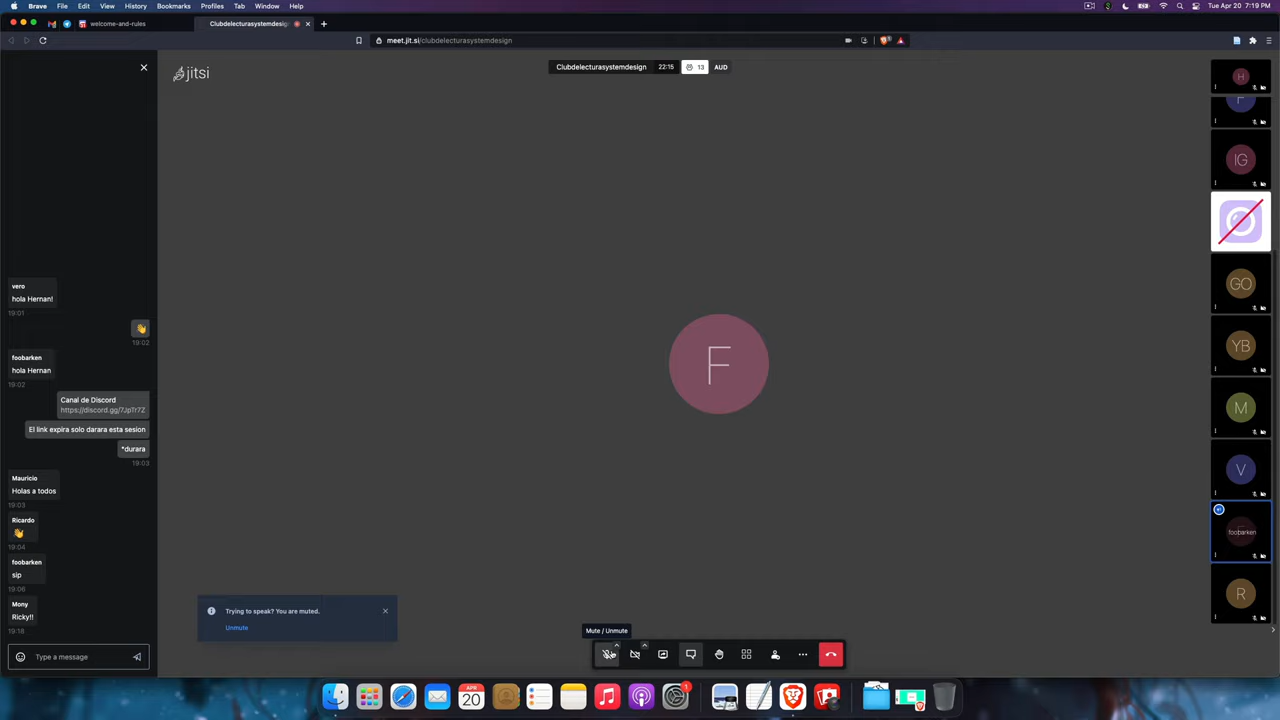 Brave File Edit View History Bookmarks Profiles Tab Window Help
Tue Apr 20 7:19 PM
welcome-and-rules
Clubdelecturasystemdesign
meet.jit.si/clubdelecturasystemdesign
jitsi
Clubdelecturasystemdesign 22:15 13 AUD
vero
hola Hernan!
19:01
👋
19:02
foobarken
hola Hernan
19:02
Canal de Discord
https://discord.gg/7JpTr7Z
El link expira solo darara esta sesion
*durara
19:03
Mauricio
Holas a todos
19:03
Ricardo
👋
19:04
foobarken
sip
19:06
Mony
Ricky!!
19:18
Type a message
F
Trying to speak? You are muted.
Unmute
Mute / Unmute
H
F
IG
GO
YB
M
V
foobarken
R
APR
20
1